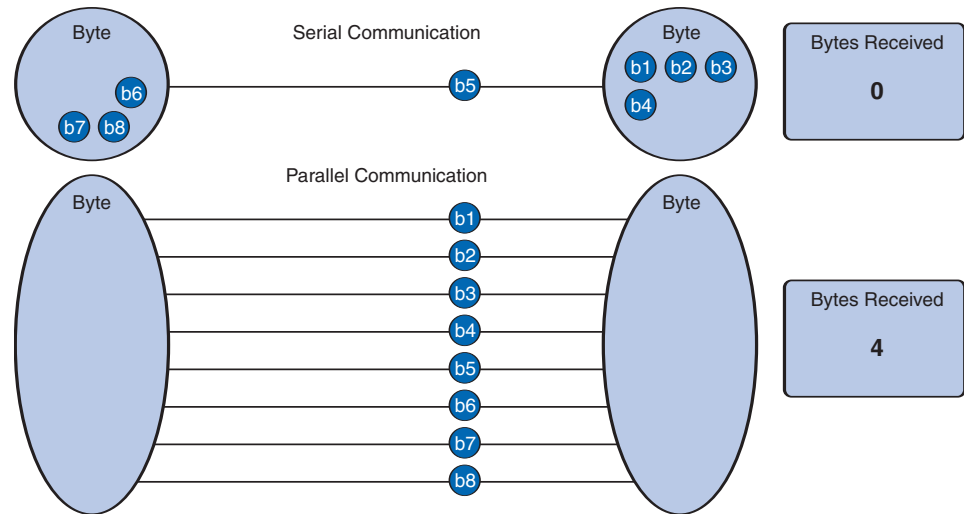 Serial Communication
Byte
b6
b7 b8
b5
Byte
b1 b2 b3
b4
Bytes Received
0
Parallel Communication
Byte
b1
b2
b3
b4
b5
b6
b7
b8
Byte
Bytes Received
4